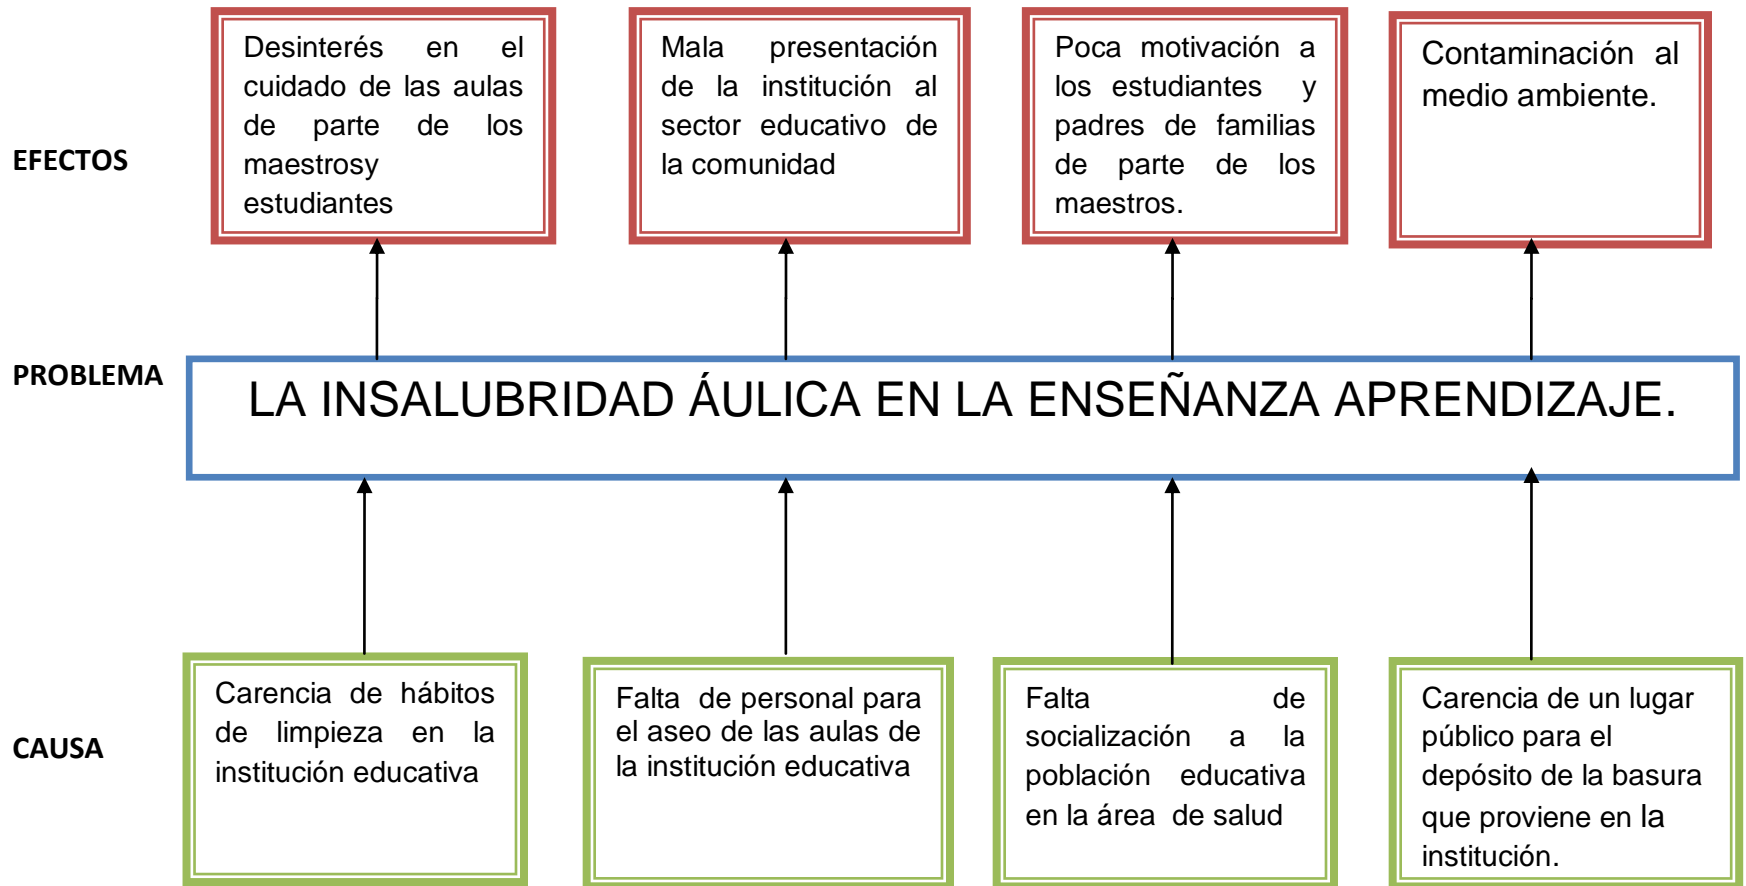 EFECTOS
Desinterés en el
cuidado de las aulas
de parte de los
maestrosy
estudiantes
Mala presentación
de la institución al
sector educativo de
la comunidad
Poca motivación a
los estudiantes y
padres de familias
de parte de los
maestros.
Contaminación al
medio ambiente.
PROBLEMA
LA INSALUBRIDAD ÁULICA EN LA ENSEÑANZA APRENDIZAJE.
CAUSA
Carencia de hábitos
de limpieza en la
institución educativa
Falta de personal para
el aseo de las aulas de
la institución educativa
Falta de
socialización a la
población educativa
en la área de salud
Carencia de un lugar
público para el
depósito de la basura
que proviene en la
institución.